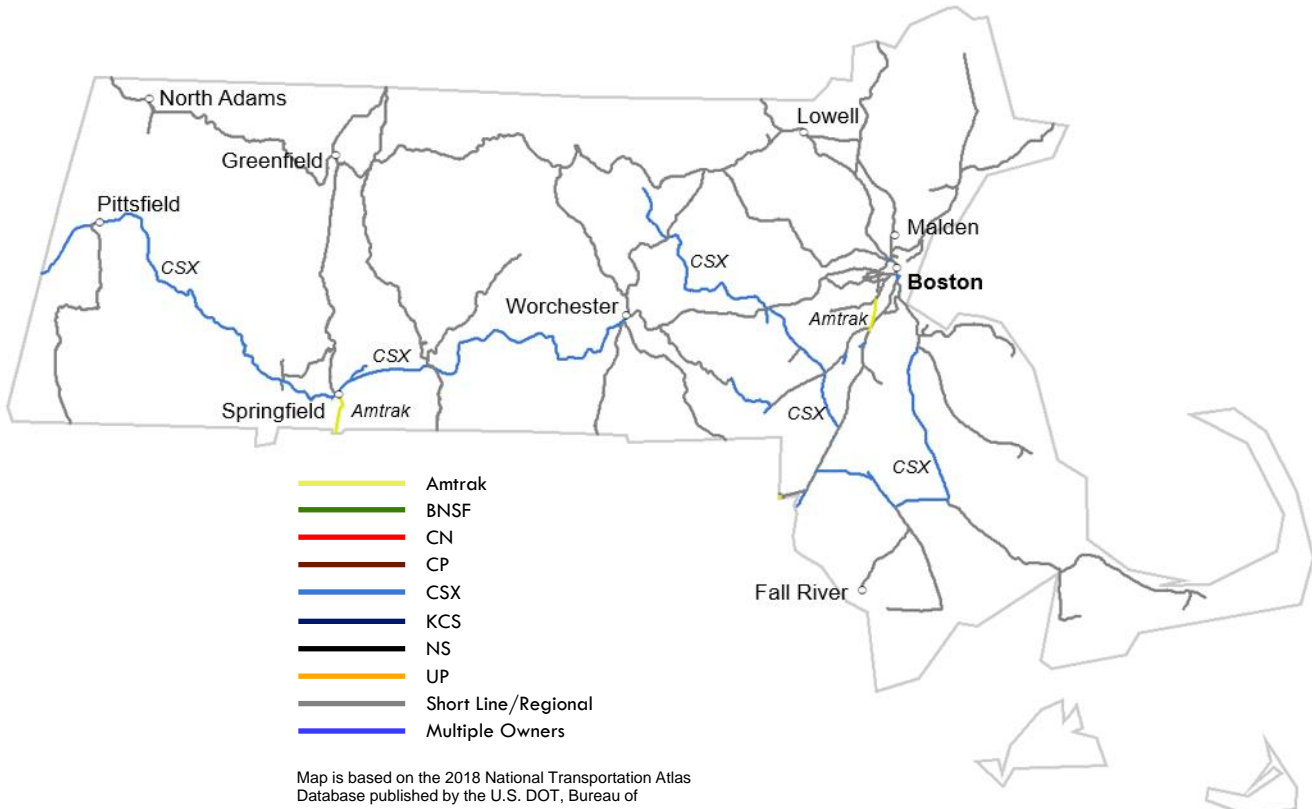 North Adams
Lowell
Greenfield
Pittsfield
Malden
CSX
CSX
Boston
Worchester
Amtrak
CSX
Springfield
Amtrak
CSX
CSX
Fall River
Amtrak
BNSF
CN
CP
CSX
KCS
NS
UP
Short Line/Regional
Multiple Owners
Map is based on the 2018 National Transportation Atlas
Database published by the U.S. DOT, Bureau of